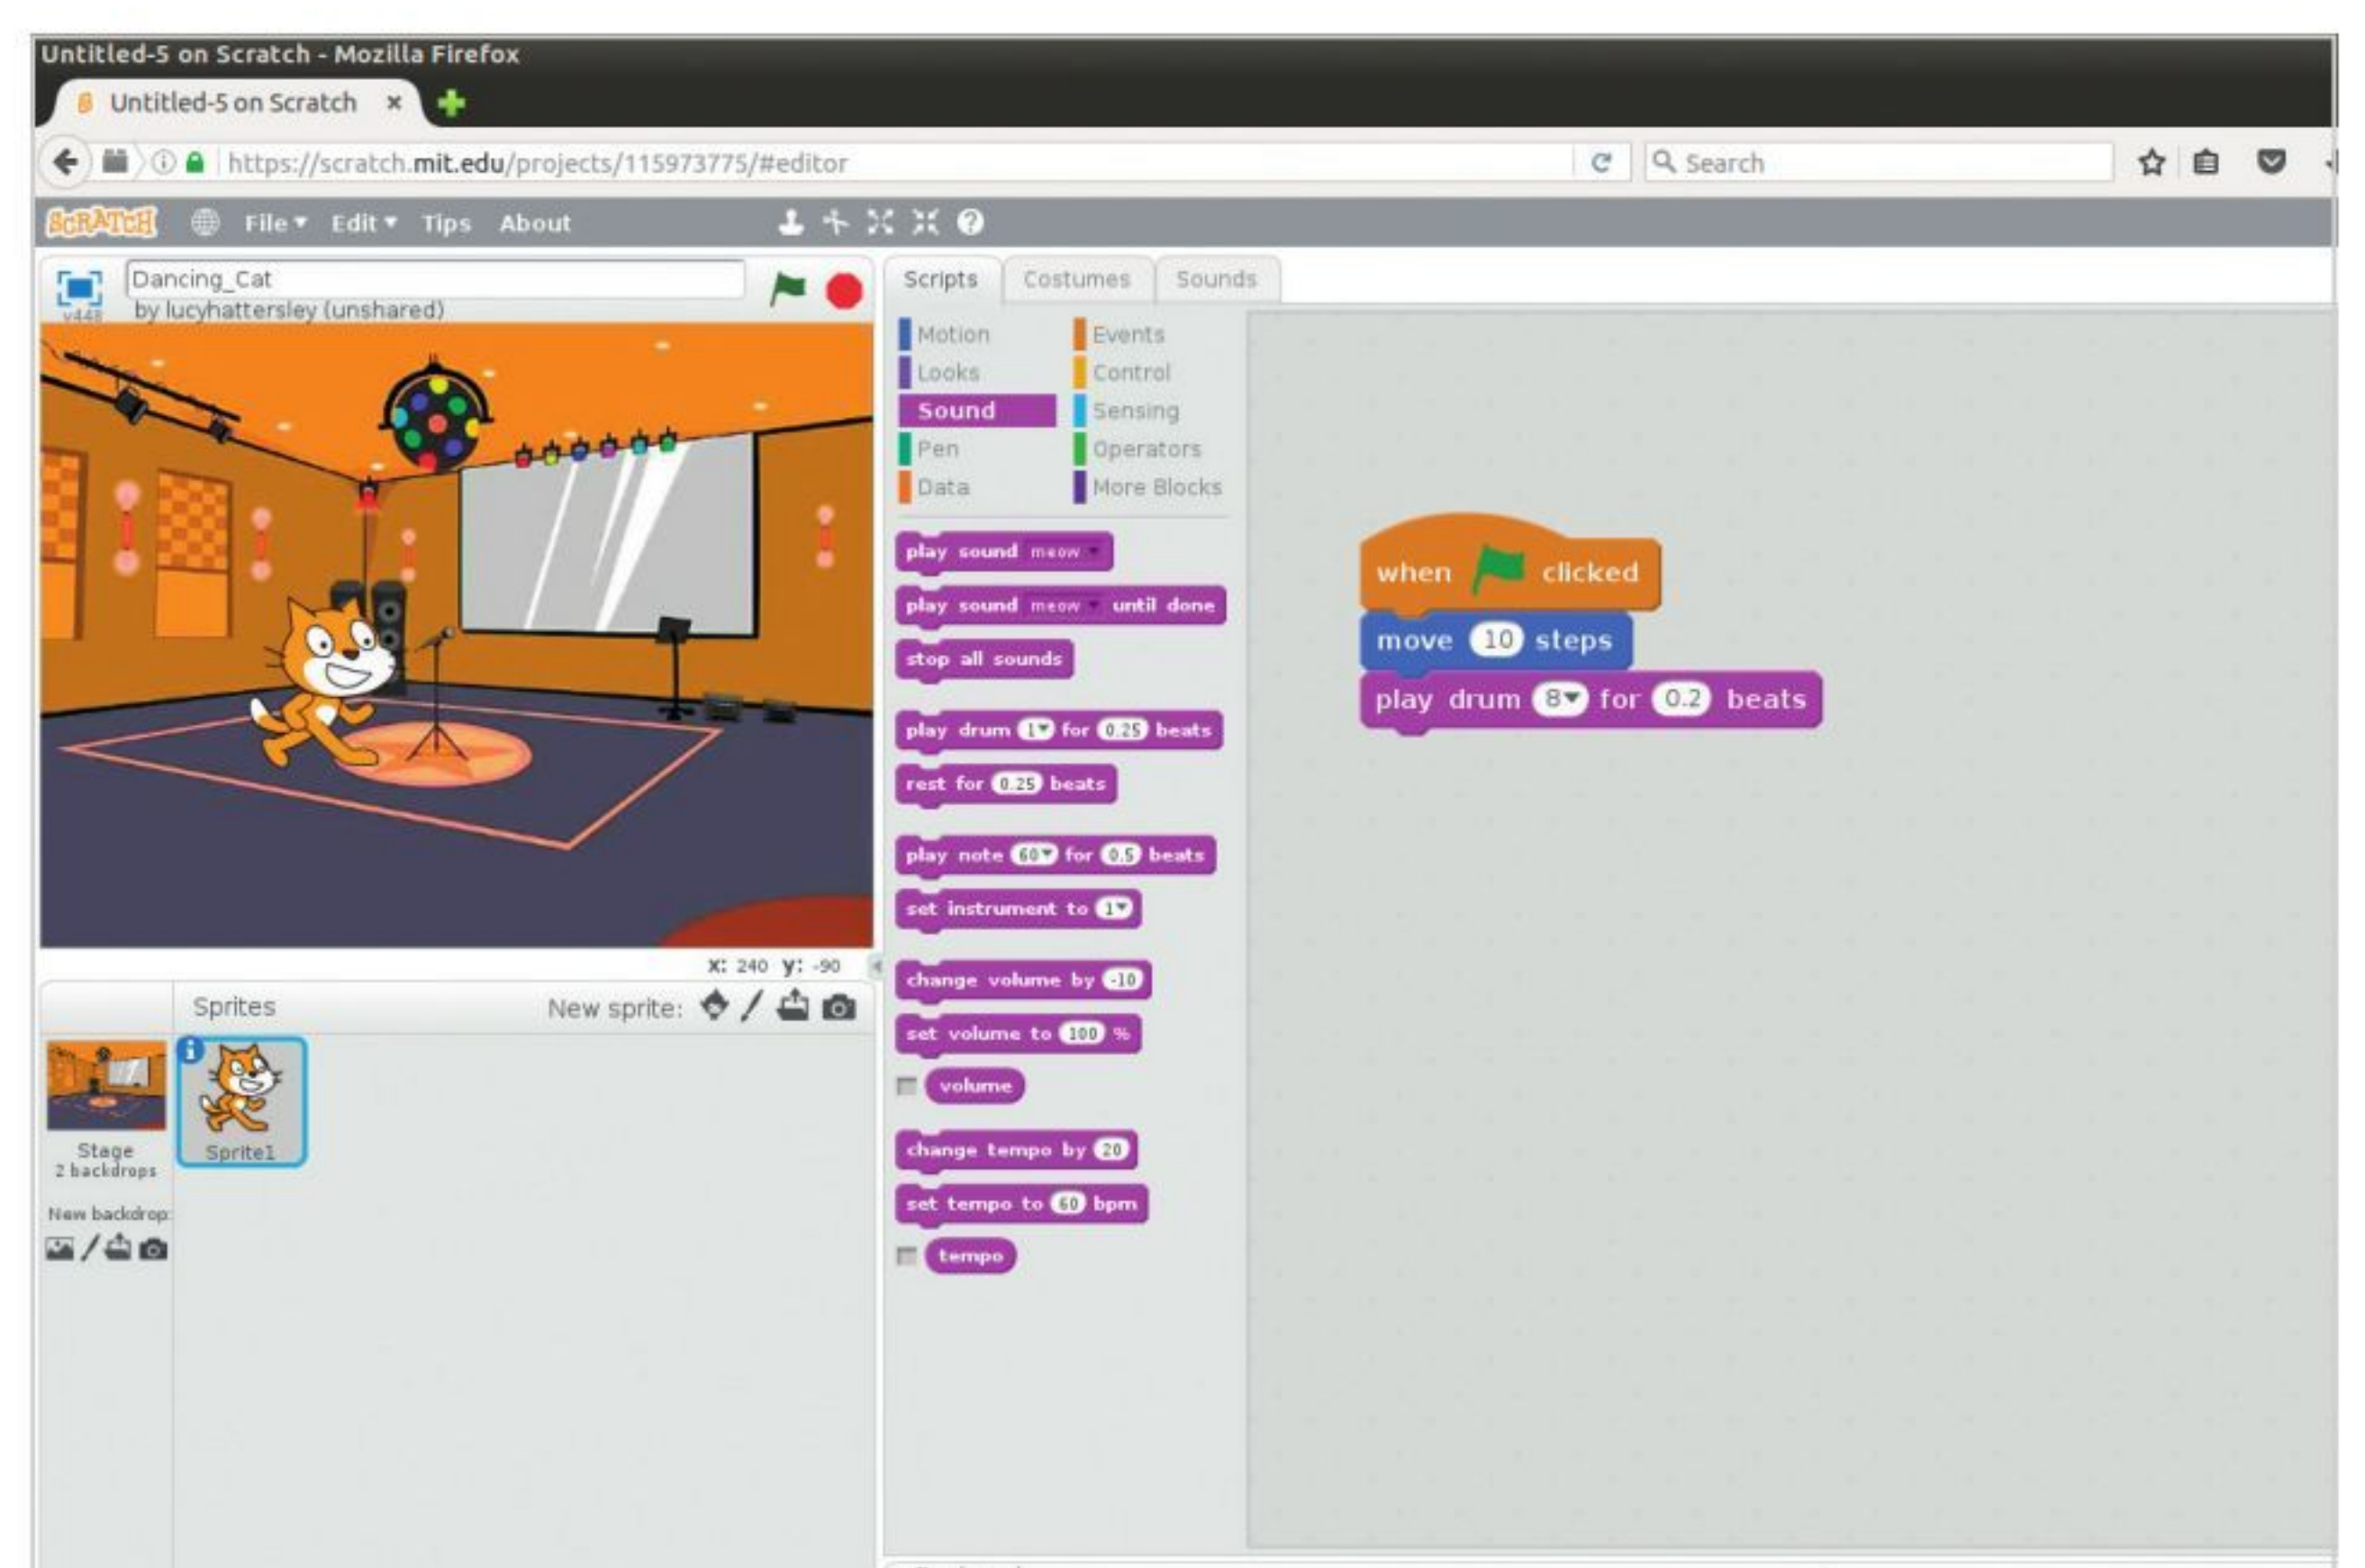 Untitled-5 on Scratch - Mozilla Firefox
Untitled-5 on Scratch
https://scratch.mit.edu/projects/115973775/#editor
Search
SCRATCH File Edit Tips About
Dancing_Cat
by lucyhattersley (unshared)
v448
Scripts Costumes Sounds
Motion Events
Looks Control
Sound Sensing
Pen Operators
Data More Blocks
play sound meow
play sound meow until done
stop all sounds
play drum 1 for 0.25 beats
rest for 0.25 beats
play note 60 for 0.5 beats
set instrument to 1
change volume by -10
set volume to 100 %
volume
change tempo by 20
set tempo to 60 bpm
tempo
when clicked
move 10 steps
play drum 8 for 0.2 beats
x: 240 y: -90
Sprites New sprite:
Stage
2 backdrops
Sprite1
New backdrop: